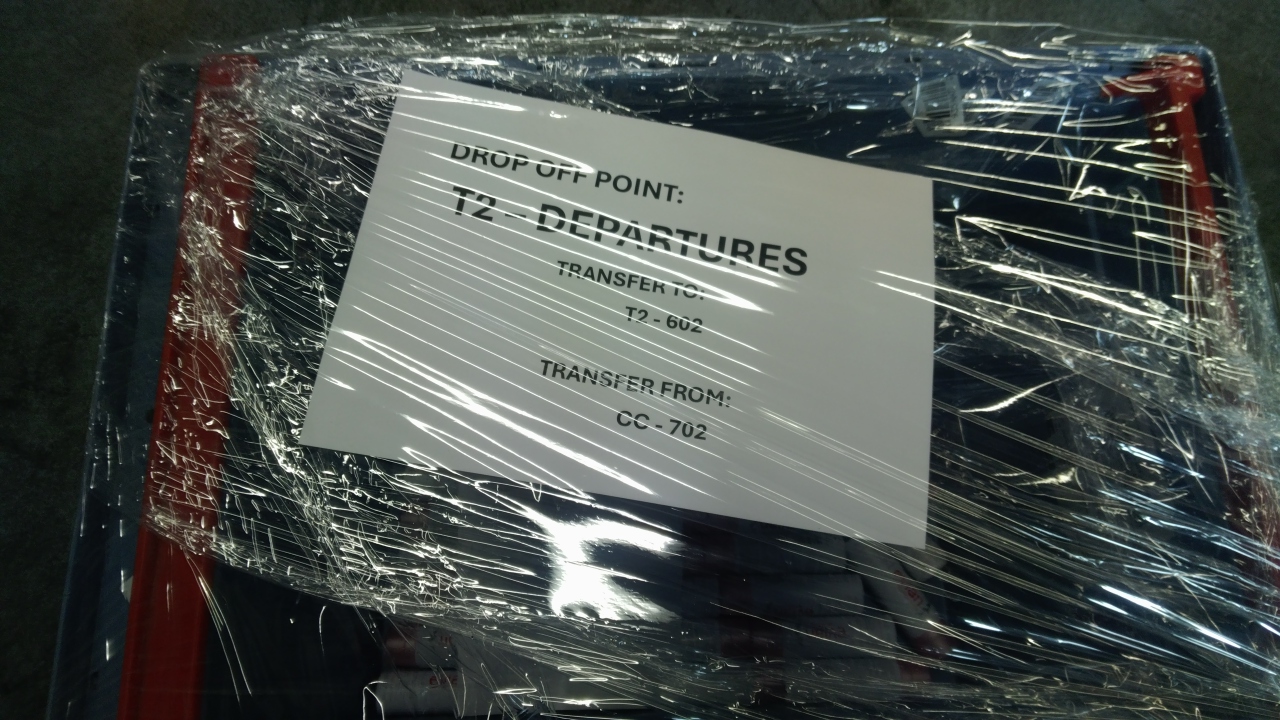 DROP OFF POINT:
T2 – DEPARTURES
TRANSFER TO:
T2 - 602
TRANSFER FROM:
CC - 702